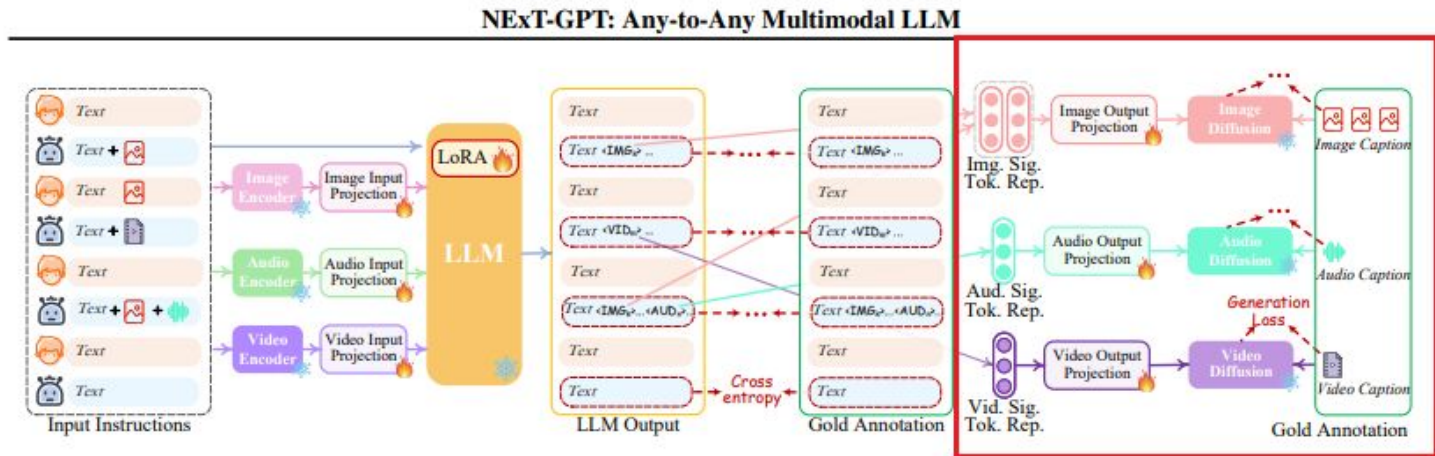 NExT-GPT: Any-to-Any Multimodal LLM
Text
Text +
Text
Text +
Text
Text + +
Text
Text
Input Instructions
Image
Encoder
Image Input
Projection
Audio
Encoder
Audio Input
Projection
Video
Encoder
Video Input
Projection
LoRA
LLM
Text
Text <IMG₀> ...
Text
Text <VID₀> ...
Text
Text <IMG₀>... <AUD₀>...
Text
Text
LLM Output
Cross
entropy
Text
Text <IMG₀> ...
Text
Text <VID₀> ...
Text
Text <IMG₀>... <AUD₀>...
Text
Text
Gold Annotation
Img. Sig.
Tok. Rep.
Image Output
Projection
Image
Diffusion
Image Caption
Aud. Sig.
Tok. Rep.
Audio Output
Projection
Audio
Diffusion
Audio Caption
Generation
Loss
Vid. Sig.
Tok. Rep.
Video Output
Projection
Video
Diffusion
Video Caption
Gold Annotation